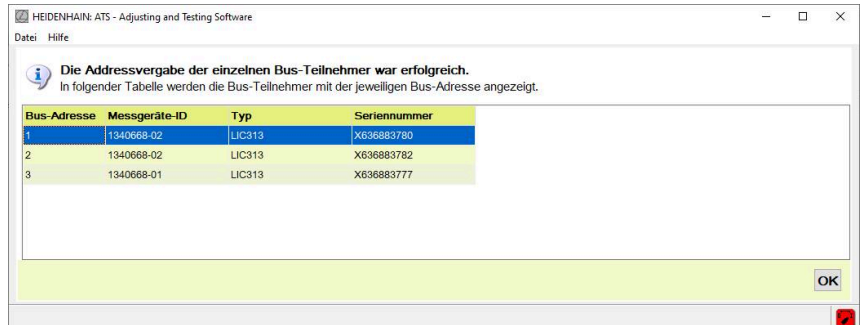 HEIDENHAIN: ATS - Adjusting and Testing Software
Datei Hilfe
Die Addressvergabe der einzelnen Bus-Teilnehmer war erfolgreich.
In folgender Tabelle werden die Bus-Teilnehmer mit der jeweiligen Bus-Adresse angezeigt.
Bus-Adresse Messgeräte-ID Typ Seriennummer
1 1340668-02 LIC313 X636883780
2 1340668-02 LIC313 X636883782
3 1340668-01 LIC313 X636883777
OK